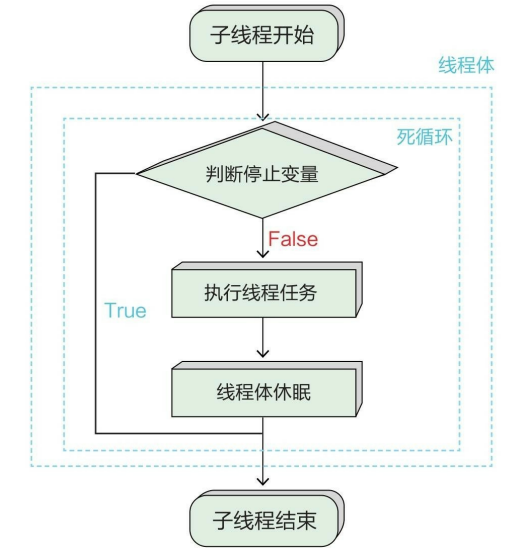 子线程开始
线程体
死循环
判断停止变量
False
执行线程任务
True
线程体休眠
子线程结束